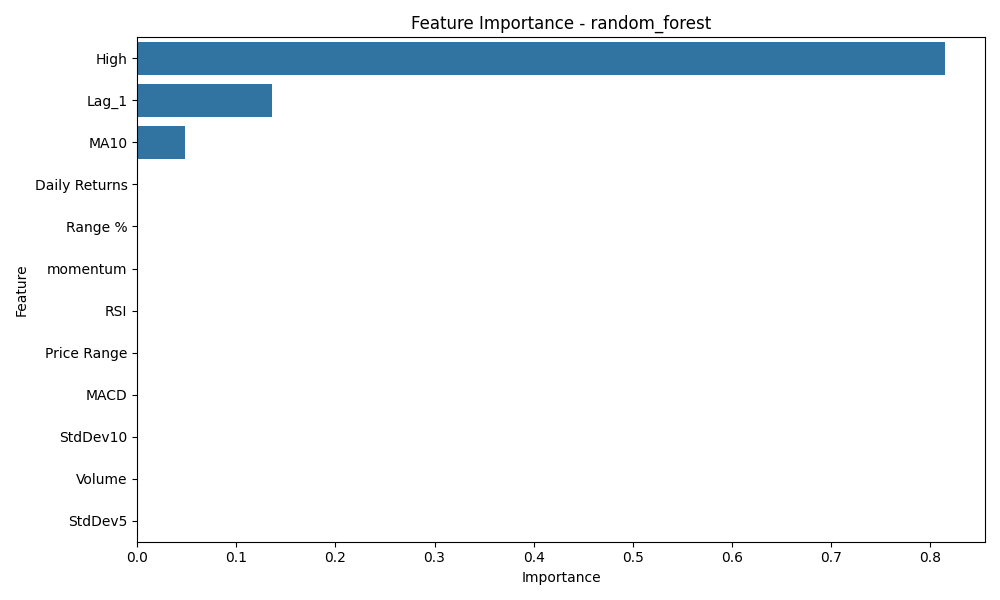 Feature Importance - random_forest
Feature
High
Lag_1
MA10
Daily Returns
Range %
momentum
RSI
Price Range
MACD
StdDev10
Volume
StdDev5
0.0 0.1 0.2 0.3 0.4 0.5 0.6 0.7 0.8
Importance